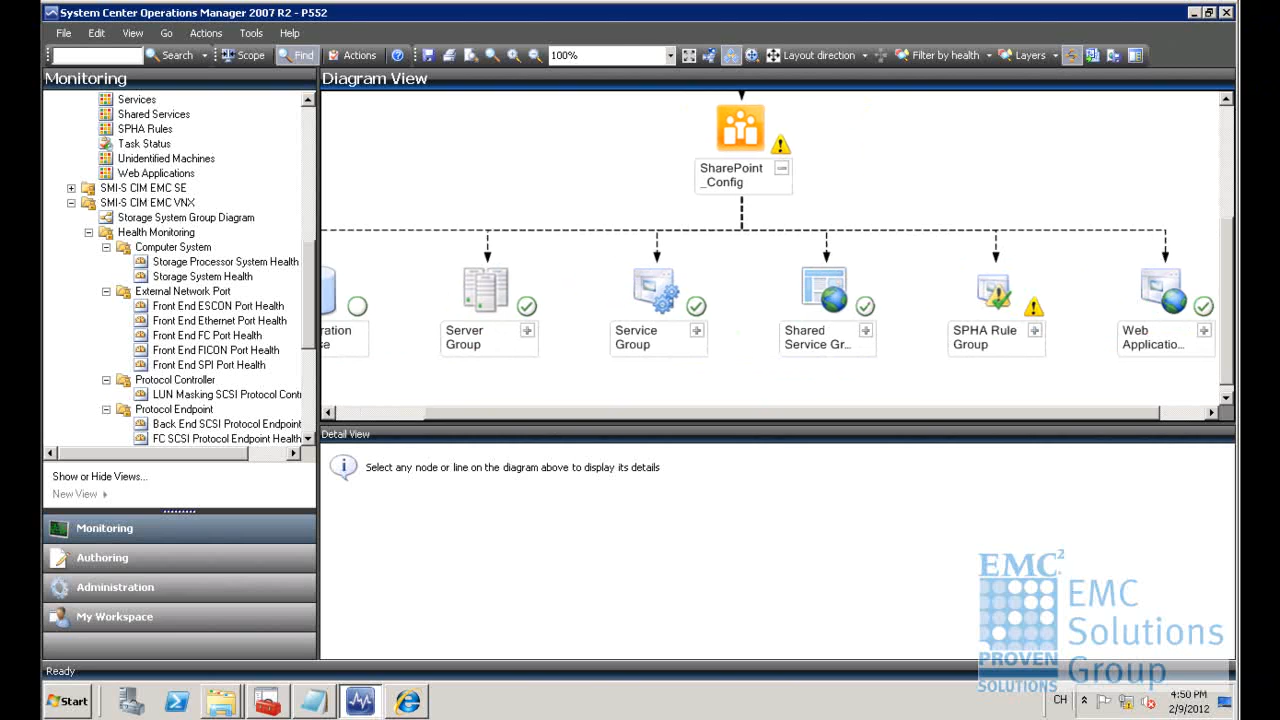 System Center Operations Manager 2007 R2 - P552
File Edit View Go Actions Tools Help
Search Scope Find Actions 100% Layout direction Filter by health Layers
Monitoring
Services
Shared Services
SPHA Rules
Task Status
Unidentified Machines
Web Applications
SMI-S CIM EMC SE
SMI-S CIM EMC VNX
Storage System Group Diagram
Health Monitoring
Computer System
Storage Processor System Health
Storage System Health
External Network Port
Front End ESCON Port Health
Front End Ethernet Port Health
Front End FC Port Health
Front End FICON Port Health
Front End SPI Port Health
Protocol Controller
LUN Masking SCSI Protocol Contr
Protocol Endpoint
Back End SCSI Protocol Endpoint
FC SCSI Protocol Endpoint Health
Show or Hide Views...
New View
Monitoring
Authoring
Administration
My Workspace
Diagram View
SharePoint
_Config
ration
se
Server
Group
Service
Group
Shared
Service Gr...
SPHA Rule
Group
Web
Applicatio...
Detail View
Select any node or line on the diagram above to display its details
EMC²
PROVEN
SOLUTIONS
EMC
Solutions
Group
Ready
Start
CH
4:50 PM
2/9/2012